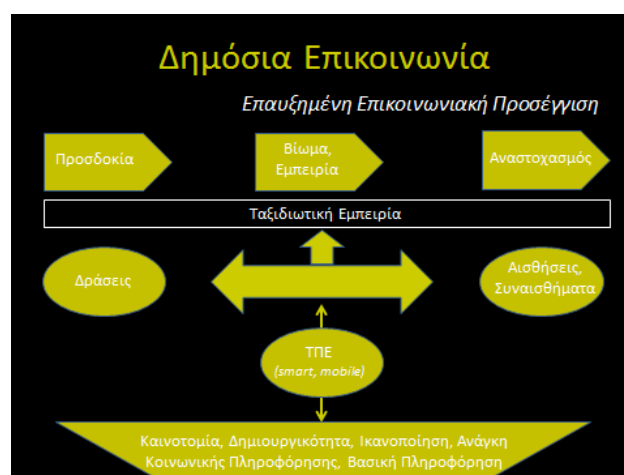 Δημόσια Επικοινωνία
Επαυξημένη Επικοινωνιακή Προσέγγιση
Προσδοκία
Βίωμα,
Εμπειρία
Αναστοχασμός
Ταξιδιωτική Εμπειρία
Δράσεις
Αισθήσεις,
Συναισθήματα
ΤΠΕ
(smart, mobile)
Καινοτομία, Δημιουργικότητα, Ικανοποίηση, Ανάγκη
Κοινωνικής Πληροφόρησης, Βασική Πληροφόρηση